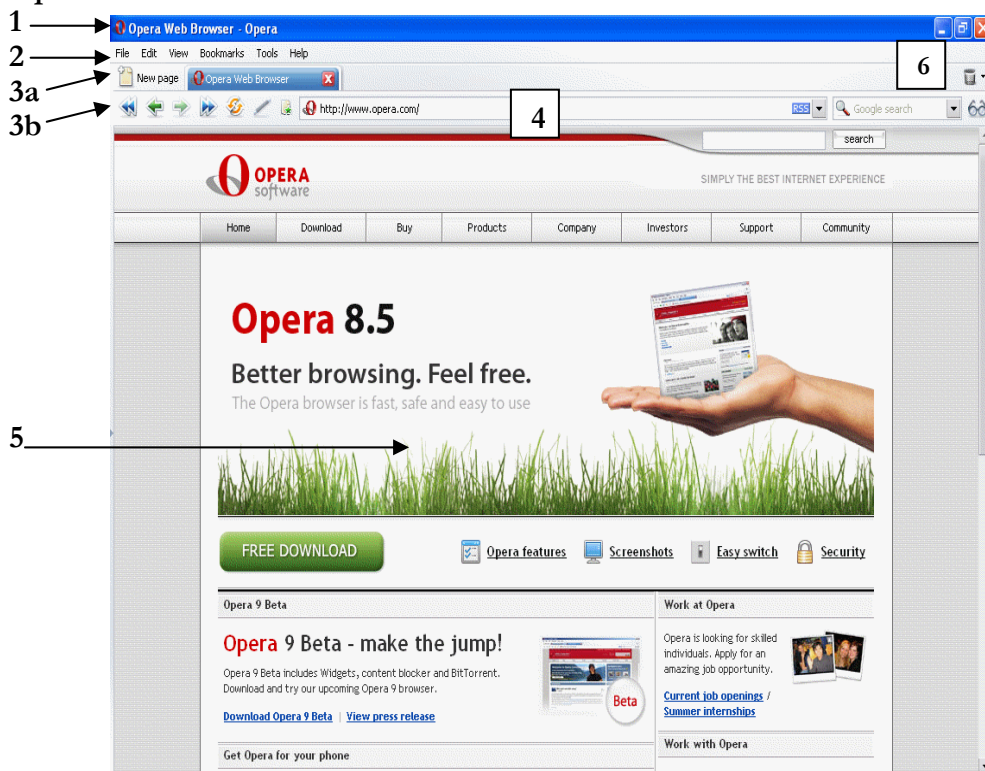 1
Opera Web Browser - Opera
2
File Edit View Bookmarks Tools Help
6
3a
New page Opera Web Browser
3b
http://www.opera.com/
4
RSS
Google search
search
OPERA
software
SIMPLY THE BEST INTERNET EXPERIENCE
Home Download Buy Products Company Investors Support Community
Opera 8.5
Better browsing. Feel free.
The Opera browser is fast, safe and easy to use
5
FREE DOWNLOAD
Opera features Screenshots Easy switch Security
Opera 9 Beta
Opera 9 Beta - make the jump!
Opera 9 Beta includes Widgets, content blocker and BitTorrent.
Download and try our upcoming Opera 9 browser.
Download Opera 9 Beta | View press release
Beta
Get Opera for your phone
Work at Opera
Opera is looking for skilled
individuals. Apply for an
amazing job opportunity.
Current job openings /
Summer internships
Work with Opera